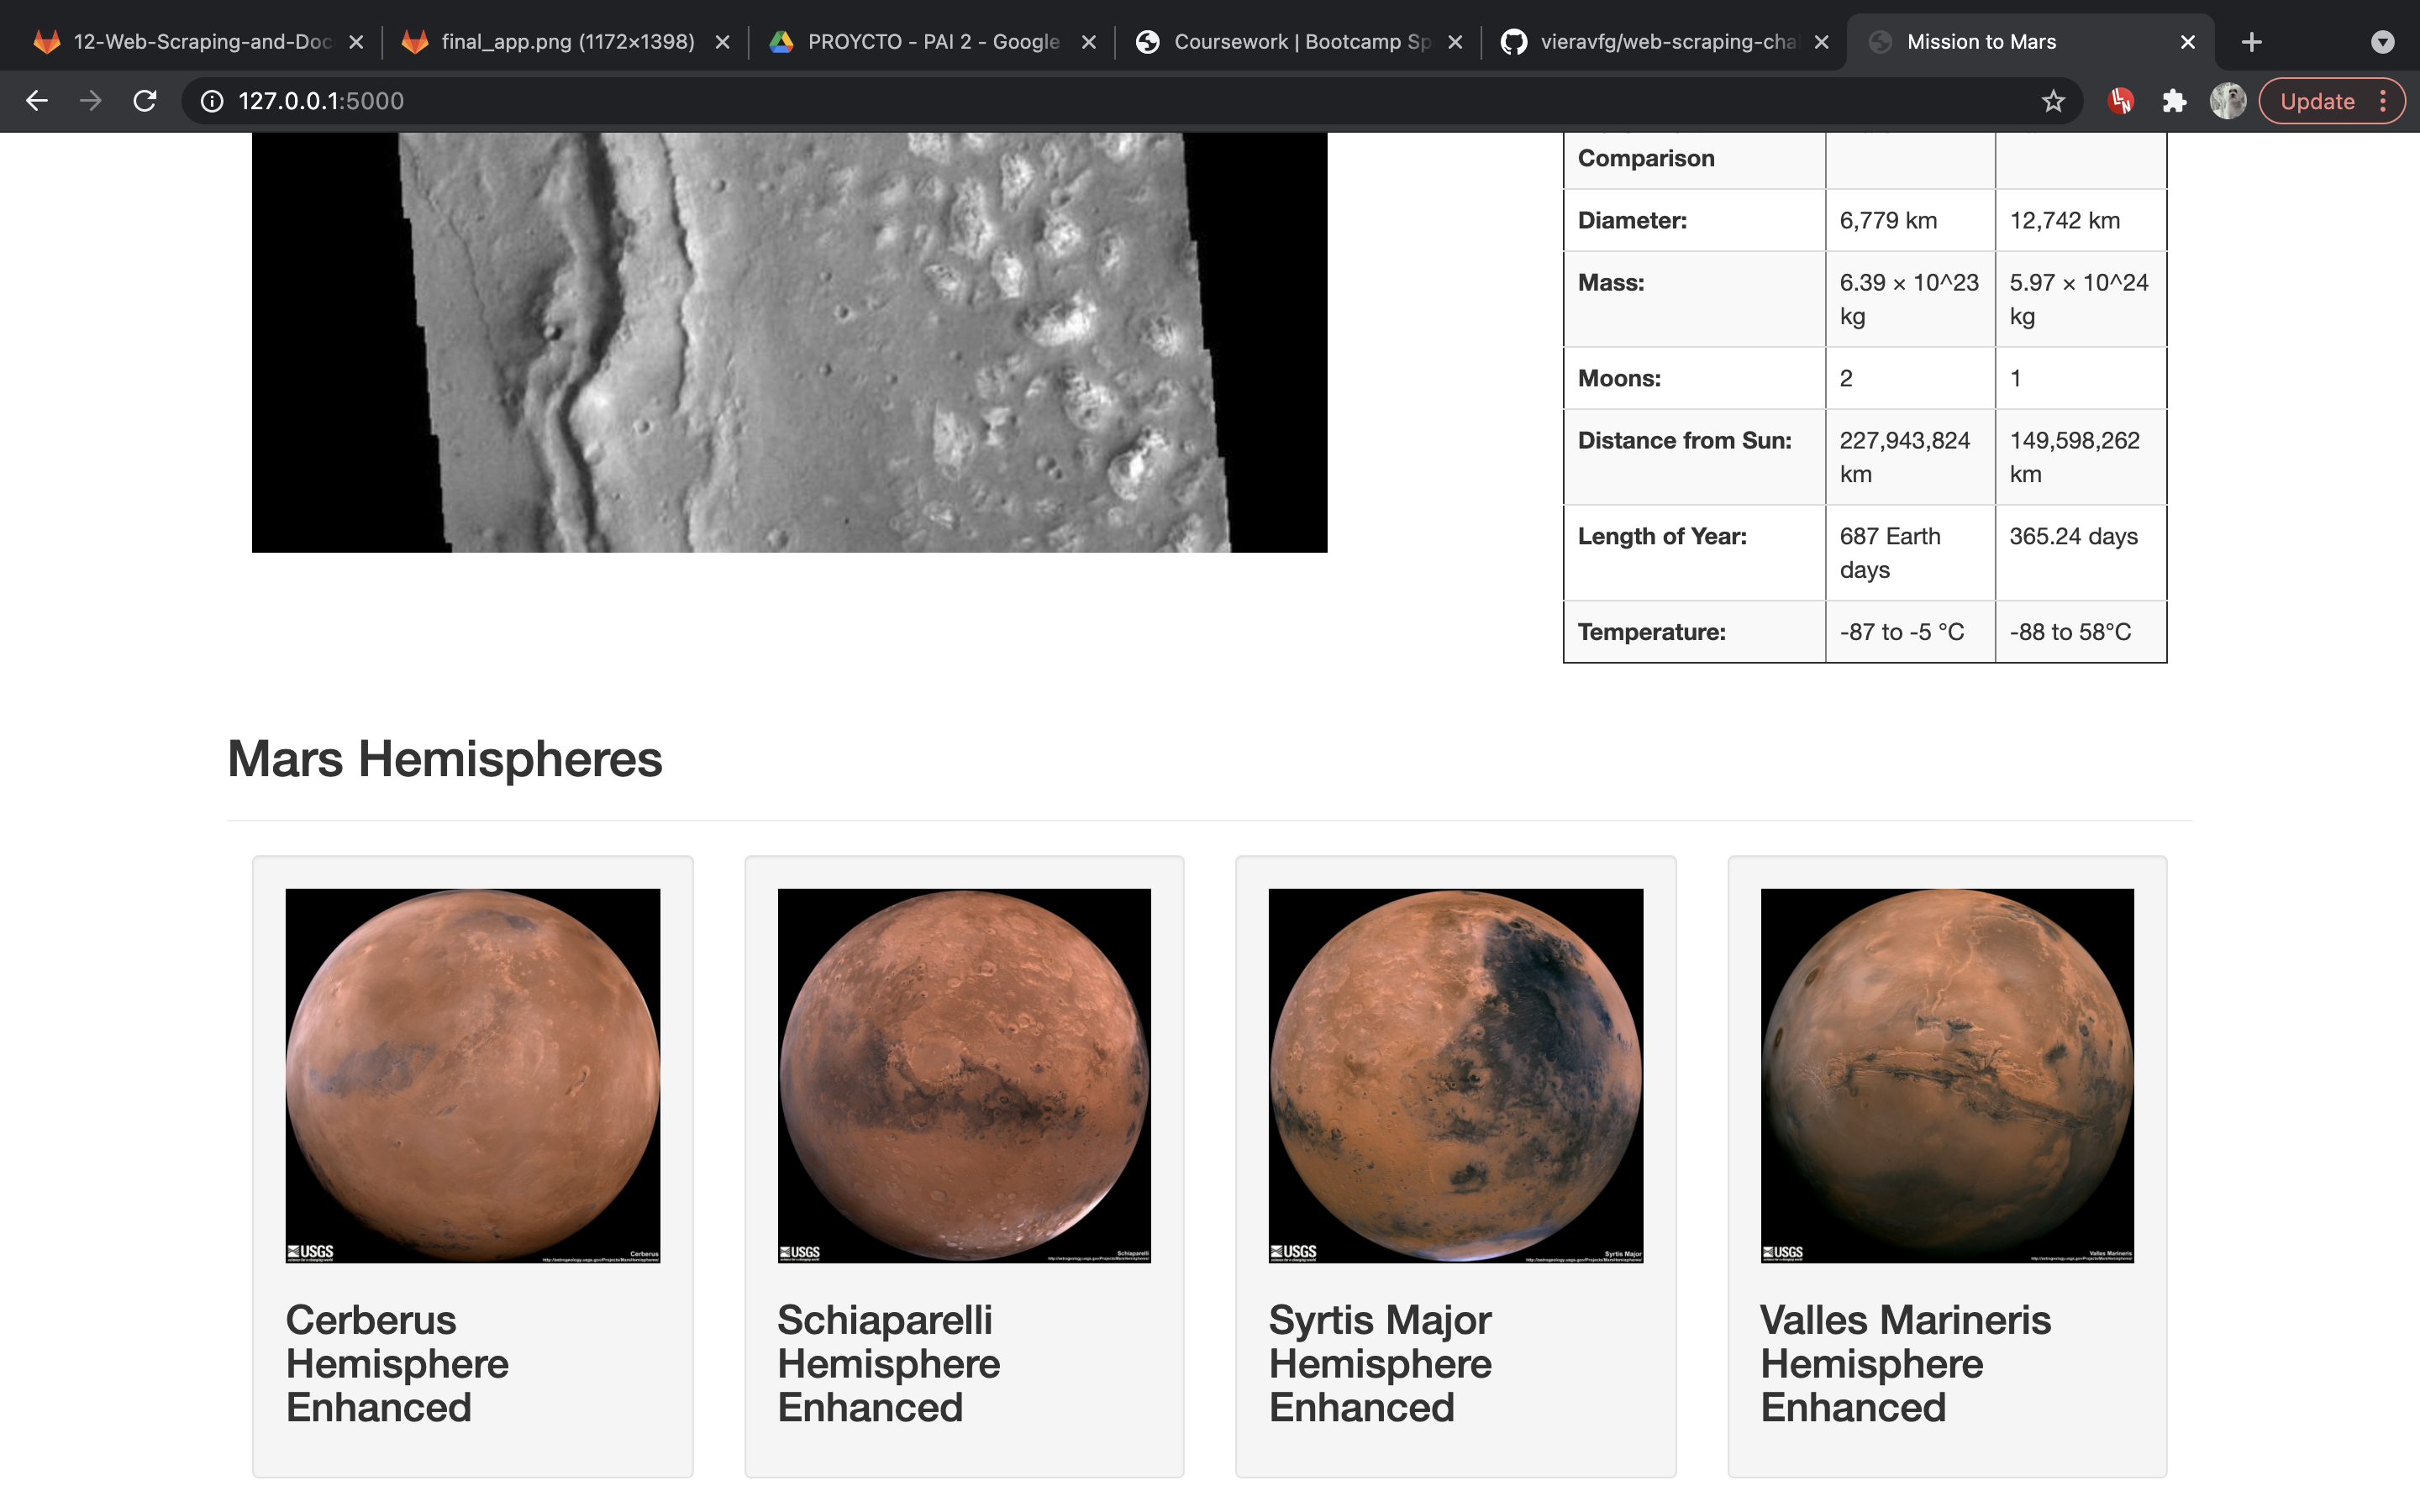 12-Web-Scraping-and-Doc
final_app.png (1172×1398)
PROYCTO - PAI 2 - Google
Coursework | Bootcamp Sp
vieravfg/web-scraping-cha
Mission to Mars
127.0.0.1:5000
LN
Update
Comparison
Diameter: 6,779 km 12,742 km
Mass: 6.39 × 10^23 5.97 × 10^24
kg kg
Moons: 2 1
Distance from Sun: 227,943,824 149,598,262
km km
Length of Year: 687 Earth 365.24 days
days
Temperature: -87 to -5 °C -88 to 58°C
Mars Hemispheres
USGS
Cerberus
USGS
Schiaparelli
USGS
Syrtis Major
USGS
Valles Marineris
Cerberus
Hemisphere
Enhanced
Schiaparelli
Hemisphere
Enhanced
Syrtis Major
Hemisphere
Enhanced
Valles Marineris
Hemisphere
Enhanced